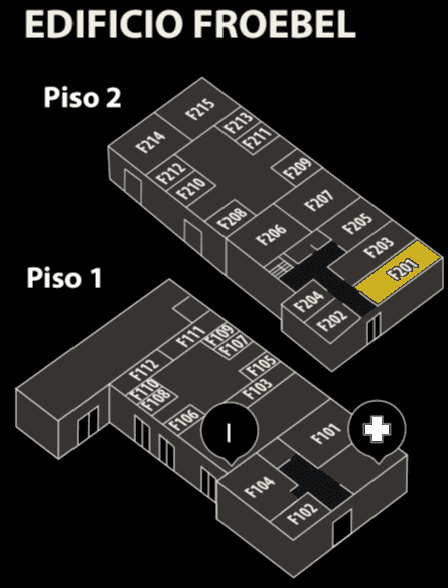 EDIFICIO FROEBEL
Piso 2
F215
F214
F213
F211
F212
F210
F209
F208
F207
F206
F205
F203
F201
F204
F202
Piso 1
F111
F109
F107
F112
F110
F108
F105
F103
F106
I
F101
F104
F102